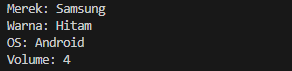 Merek: Samsung
Warna: Hitam
OS: Android
Volume: 4